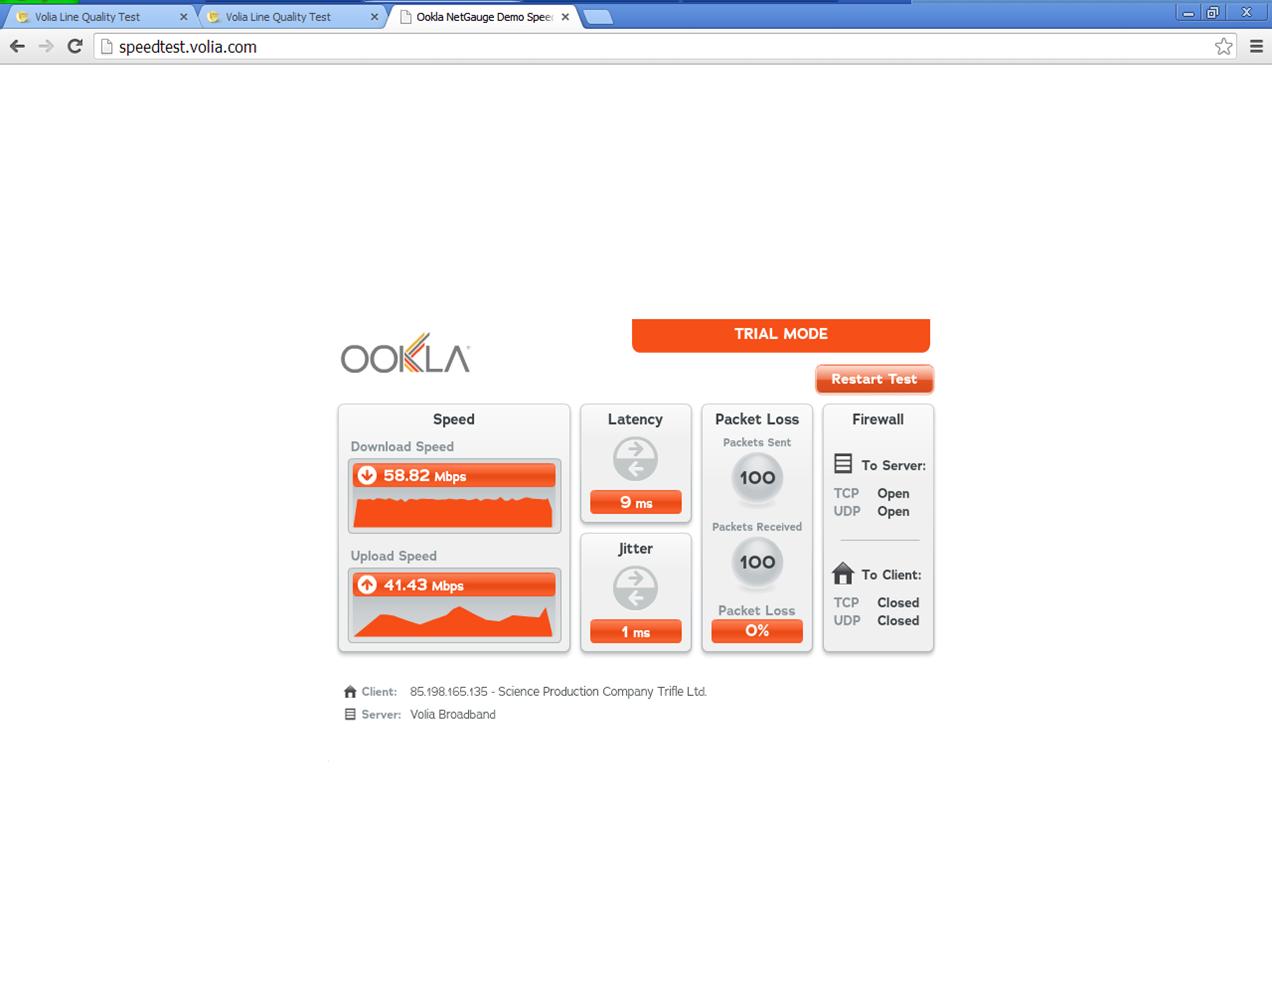 Volia Line Quality Test
Volia Line Quality Test
Ookla NetGauge Demo Spee
speedtest.volia.com
OOKLA
TRIAL MODE
Restart Test
Speed
Download Speed
58.82 Mbps
Upload Speed
41.43 Mbps
Latency
9 ms
Jitter
1 ms
Packet Loss
Packets Sent
100
Packets Received
100
Packet Loss
0%
Firewall
To Server:
TCP Open
UDP Open
To Client:
TCP Closed
UDP Closed
Client: 85.198.165.135 - Science Production Company Trifle Ltd.
Server: Volia Broadband